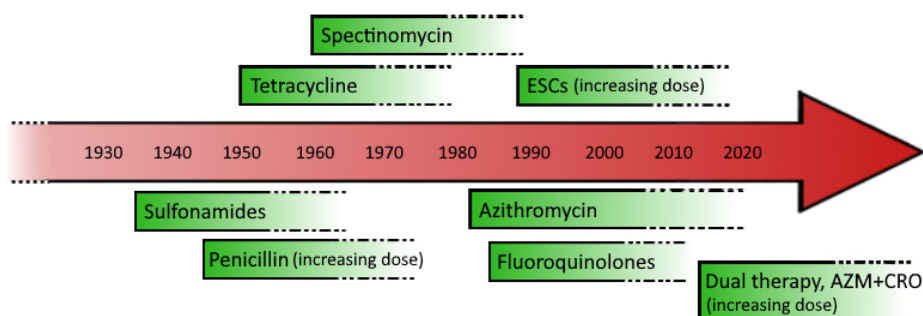 Spectinomycin
Tetracycline
ESCs (increasing dose)
1930 1940 1950 1960 1970 1980 1990 2000 2010 2020
Sulfonamides
Azithromycin
Penicillin (increasing dose)
Fluoroquinolones
Dual therapy, AZM+CRO
(increasing dose)